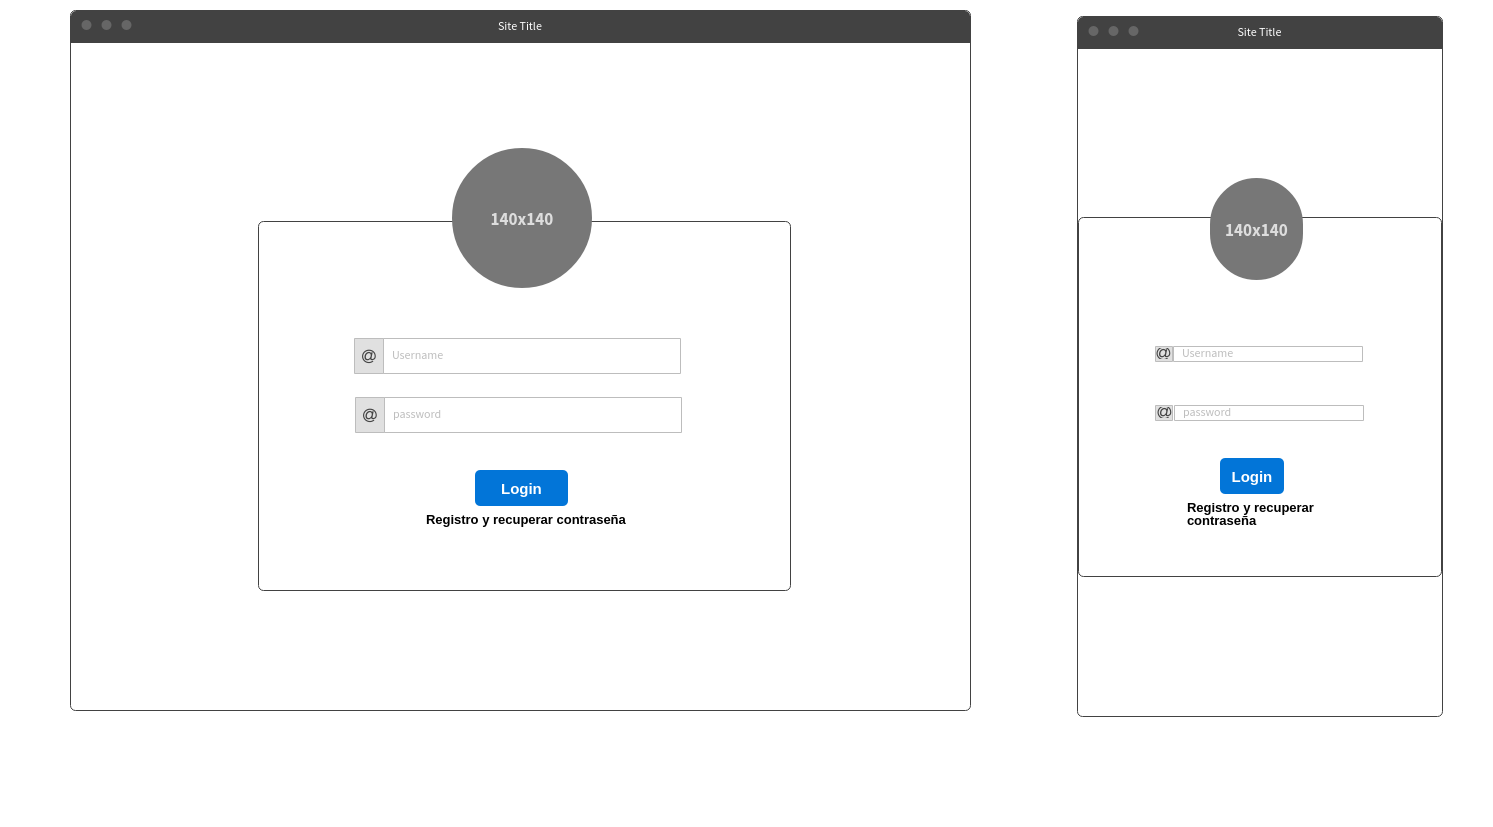 Site Title
140x140
@ Username
@ password
Login
Registro y recuperar contraseña
Site Title
140x140
@ Username
@ password
Login
Registro y recuperar
contraseña